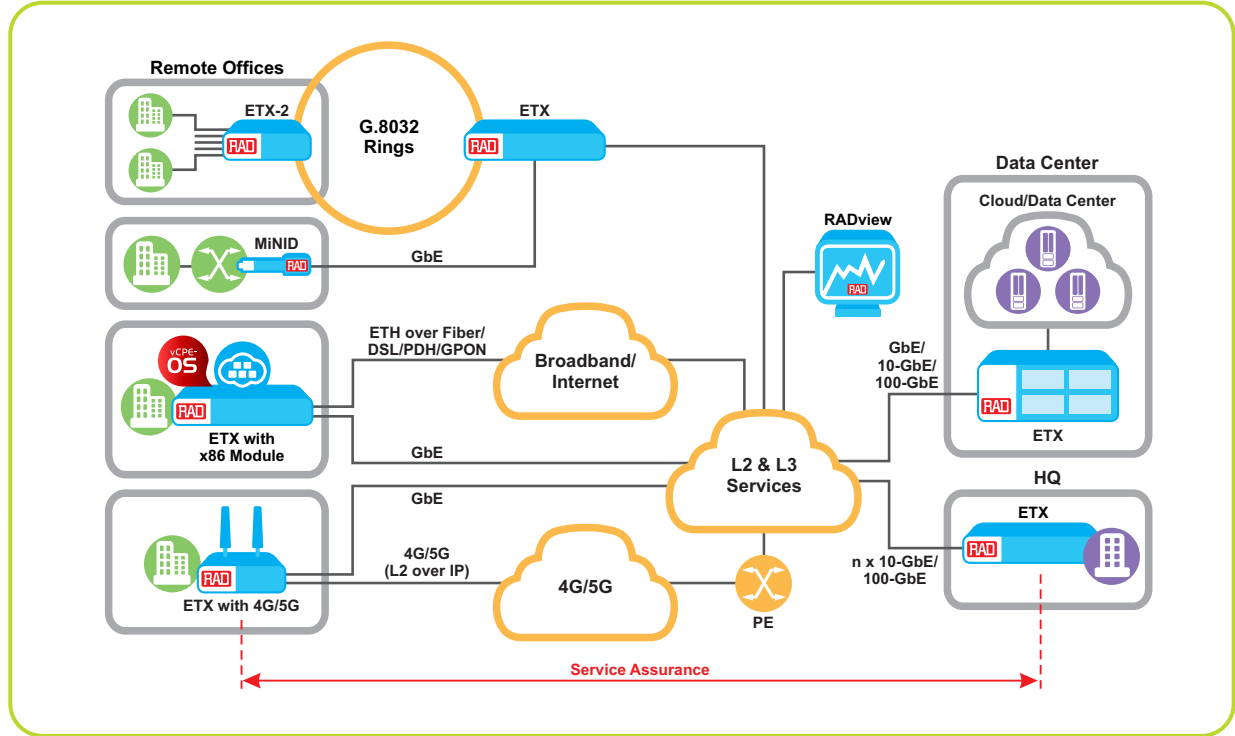 Remote Offices
ETX-2
RAD
G.8032
Rings
ETX
RAD
MiNID
RAD
GbE
vCPE-
OS
RAD
ETX with
x86 Module
ETH over Fiber/
DSL/PDH/GPON
Broadband/
Internet
GbE
RAD
ETX with 4G/5G
GbE
4G/5G
(L2 over IP)
4G/5G
PE
L2 & L3
Services
RADview
RAD
Data Center
Cloud/Data Center
GbE/
10-GbE/
100-GbE
RAD
ETX
HQ
ETX
RAD
n x 10-GbE/
100-GbE
Service Assurance